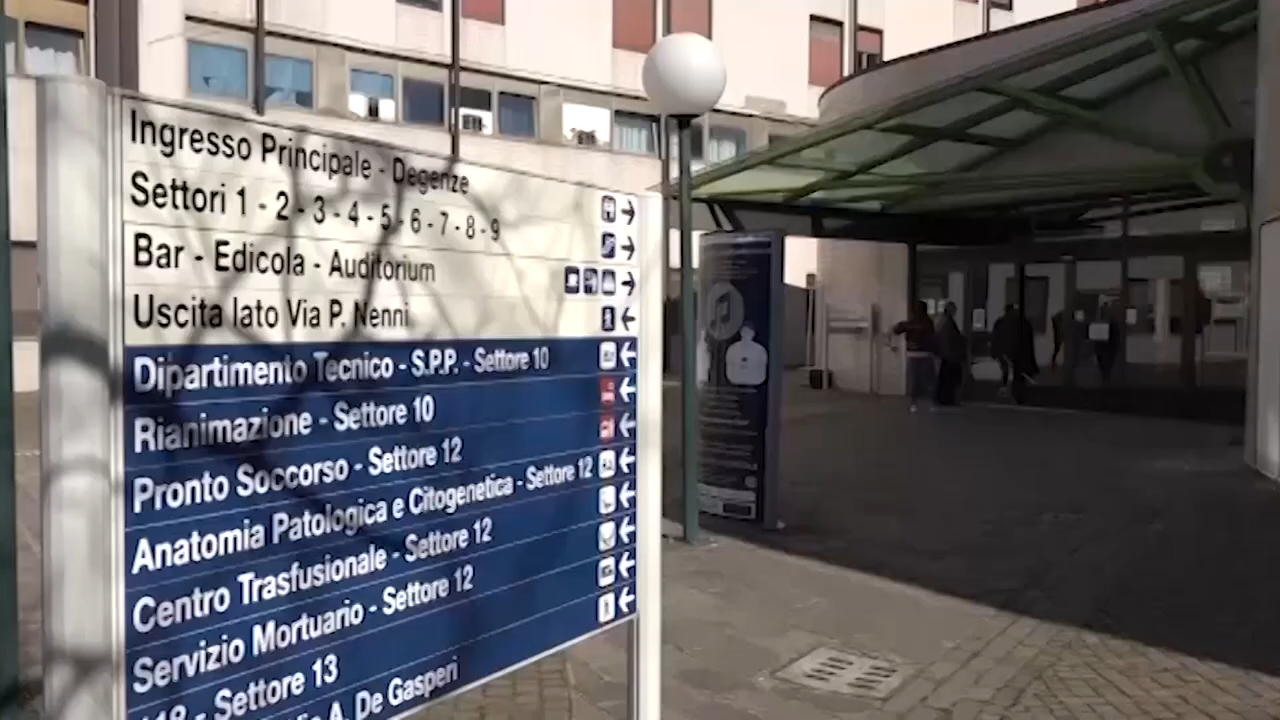 Ingresso Principale - Degenze
Settori 1 - 2 - 3 - 4 - 5 - 6 - 7 - 8 - 9
Bar - Edicola - Auditorium
Uscita lato Via P. Nenni
Dipartimento Tecnico - S.P.P. - Settore 10
Rianimazione - Settore 10
Pronto Soccorso - Settore 12
Anatomia Patologica e Citogenetica - Settore 12
Centro Trasfusionale - Settore 12
Servizio Mortuario - Settore 12
118 - Settore 13
A. De Gasperi